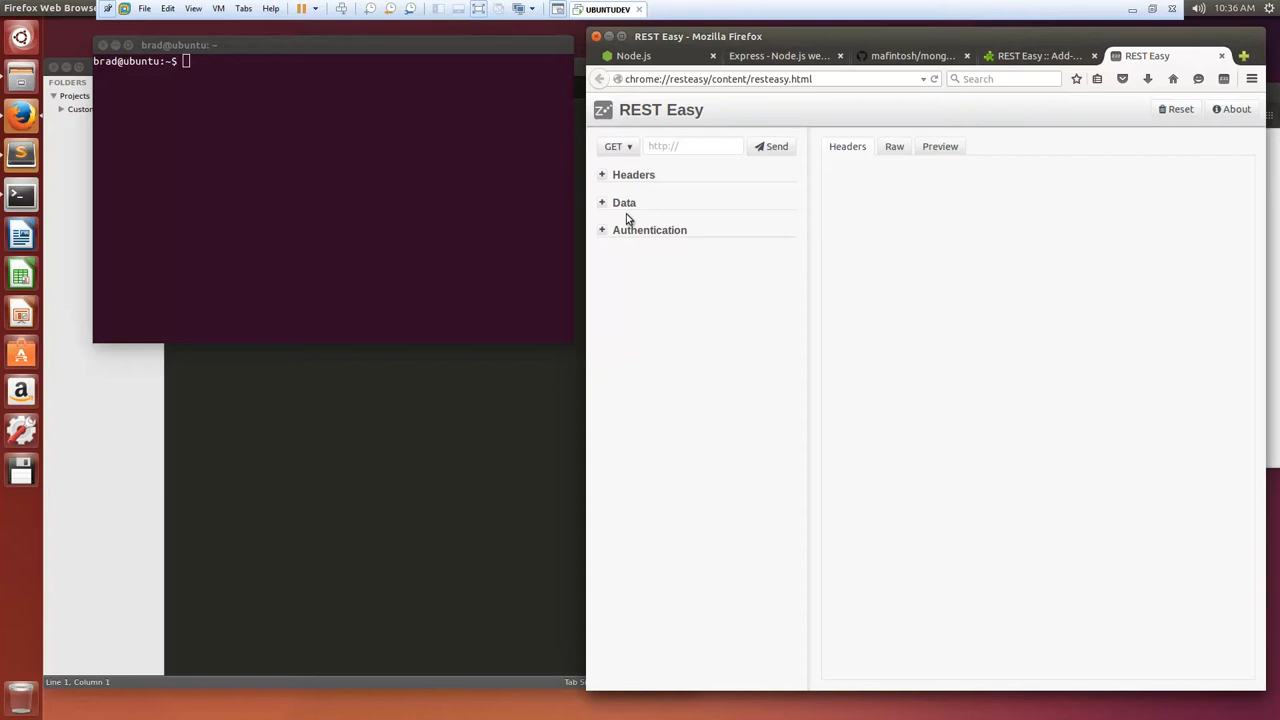 Firefox Web Brows
File Edit View VM Tabs Help
UBUNTUDEV
10:36 AM
brad@ubuntu: ~
brad@ubuntu:~$
FOLDERS
Projects
Custo
Line 1, Column 1
Tab S
REST Easy - Mozilla Firefox
Node.js
Express - Node.js we...
mafintosh/mong...
REST Easy :: Add-...
REST Easy
chrome://resteasy/content/resteasy.html
Search
REST Easy
Reset
About
GET
http://
Send
Headers
Data
Authentication
Headers
Raw
Preview